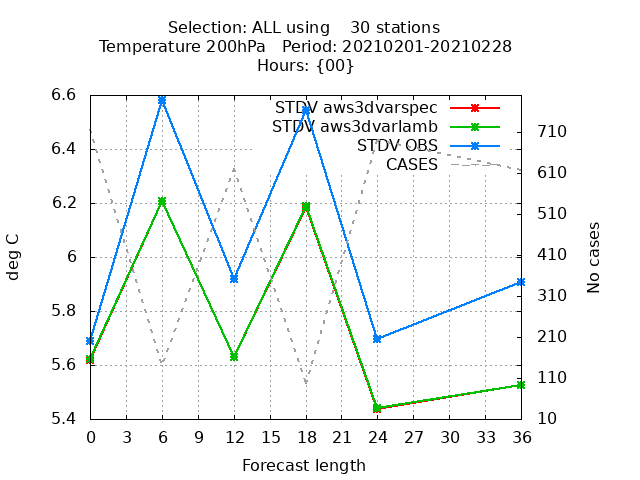 Selection: ALL using    30 stations
Temperature 200hPa   Period: 20210201-20210228
Hours: {00}
6.6
6.4
6.2
6
5.8
5.6
5.4
deg C
STDV aws3dvarspec
STDV aws3dvarlamb
STDV OBS
CASES
710
610
510
410
310
210
110
10
No cases
0 3 6 9 12 15 18 21 24 27 30 33 36
Forecast length